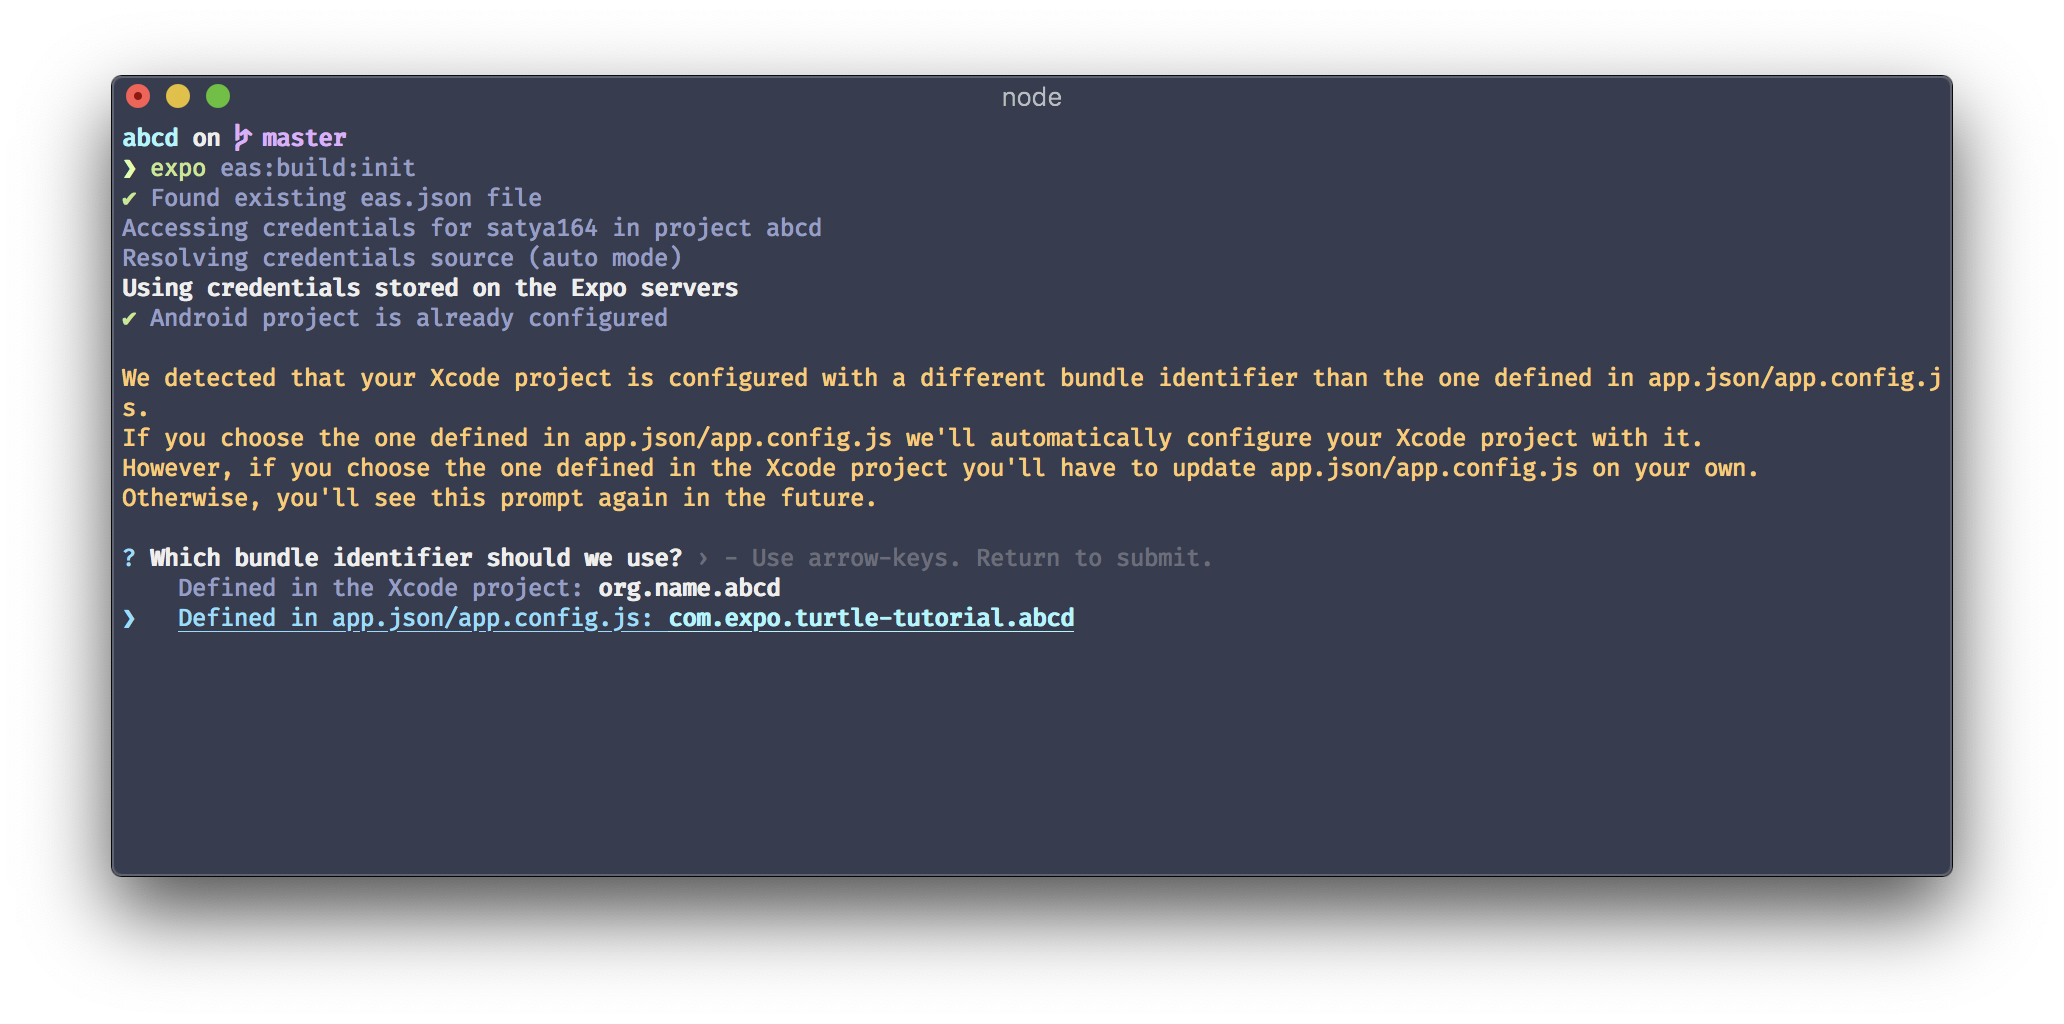 node
abcd on master
❯ expo eas:build:init
✔ Found existing eas.json file
Accessing credentials for satya164 in project abcd
Resolving credentials source (auto mode)
Using credentials stored on the Expo servers
✔ Android project is already configured
We detected that your Xcode project is configured with a different bundle identifier than the one defined in app.json/app.config.j
s.
If you choose the one defined in app.json/app.config.js we'll automatically configure your Xcode project with it.
However, if you choose the one defined in the Xcode project you'll have to update app.json/app.config.js on your own.
Otherwise, you'll see this prompt again in the future.
? Which bundle identifier should we use? › - Use arrow-keys. Return to submit.
Defined in the Xcode project: org.name.abcd
❯ Defined in app.json/app.config.js: com.expo.turtle-tutorial.abcd